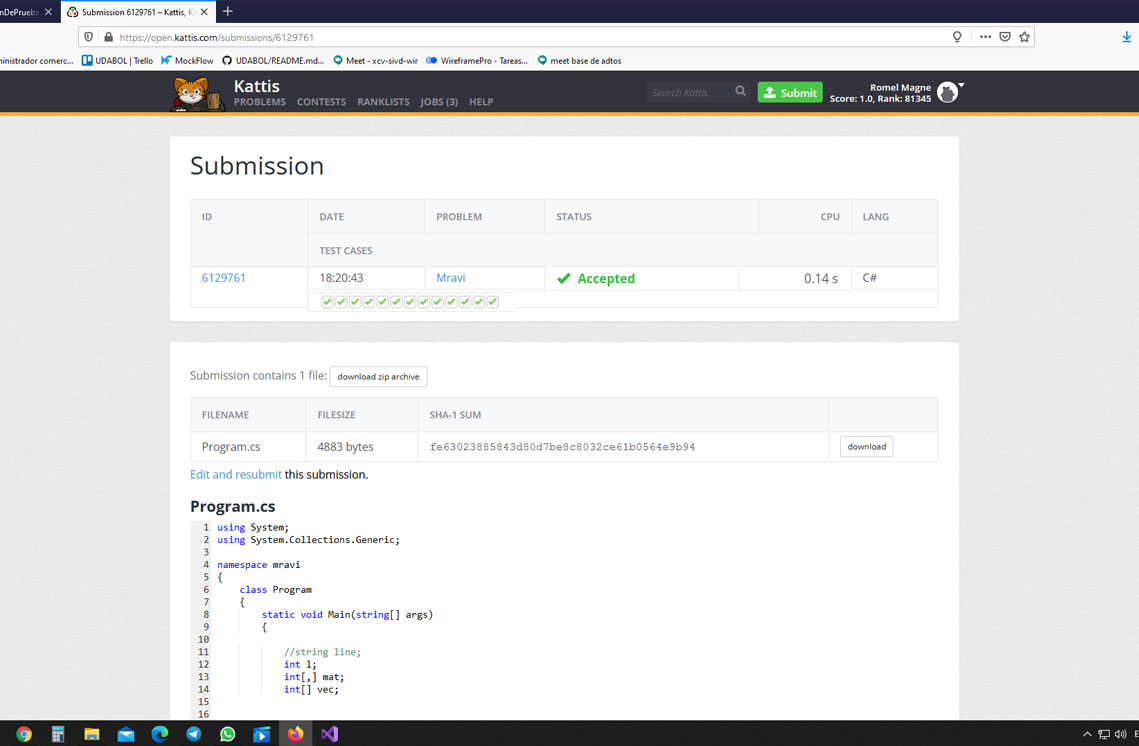 nDePrueba
Submission 6129761 – Kattis, K
https://open.kattis.com/submissions/6129761
ninistrador comerc...
UDABOL | Trello
MockFlow
UDABOL/README.md...
Meet - xcv-sivd-wir
WireframePro - Tareas...
meet base de adtos
Kattis
PROBLEMS CONTESTS RANKLISTS JOBS (3) HELP
Search Kattis
Submit
Romel Magne
Score: 1.0, Rank: 81345
Submission
ID DATE PROBLEM STATUS CPU LANG
TEST CASES
6129761 18:20:43 Mravi Accepted 0.14 s C#
Submission contains 1 file: download zip archive
FILENAME FILESIZE SHA-1 SUM
Program.cs 4883 bytes fe63023885843d80d7be8c8032ce61b0564e9b94 download
Edit and resubmit this submission.
Program.cs
1 using System;
2 using System.Collections.Generic;
3
4 namespace mravi
5 {
6 class Program
7 {
8 static void Main(string[] args)
9 {
10
11 //string line;
12 int l;
13 int[,] mat;
14 int[] vec;
15
16